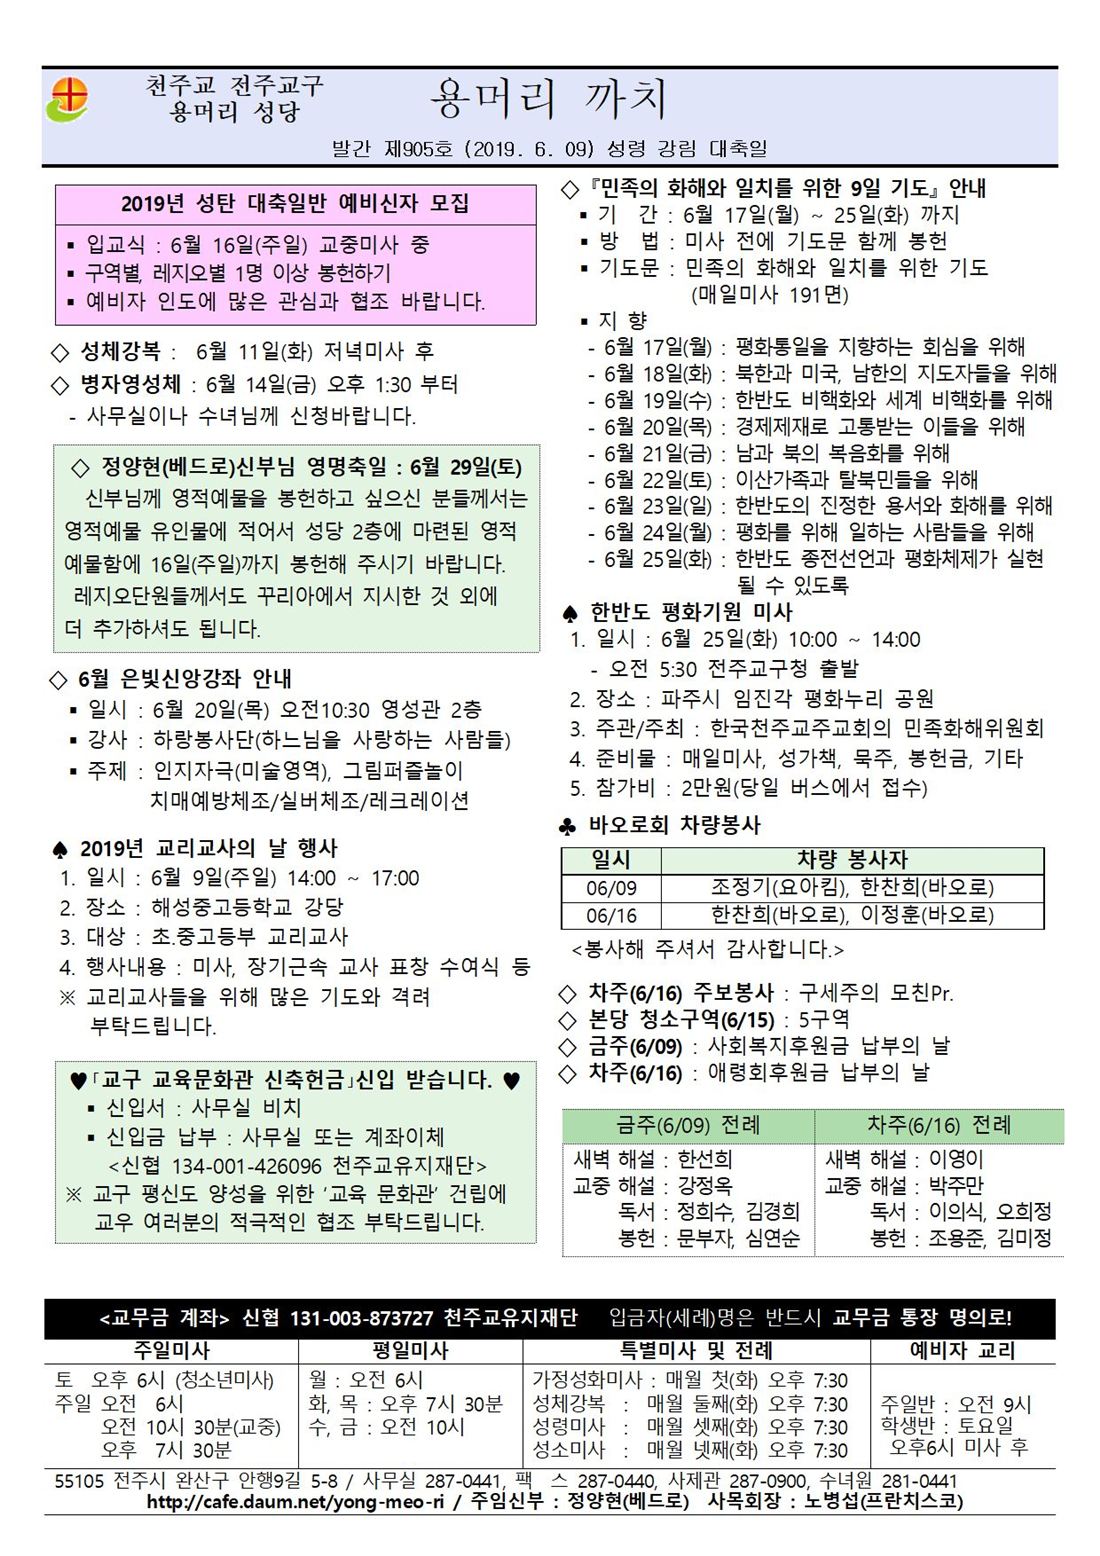 천주교 전주교구
용머리 성당
용머리 까치
발간 제905호 (2019. 6. 09) 성령 강림 대축일
2019년 성탄 대축일반 예비신자 모집
▪ 입교식 : 6월 16일(주일) 교중미사 중
▪ 구역별, 레지오별 1명 이상 봉헌하기
▪ 예비자 인도에 많은 관심과 협조 바랍니다.
◇ 성체강복 : 6월 11일(화) 저녁미사 후
◇ 병자영성체 : 6월 14일(금) 오후 1:30 부터
- 사무실이나 수녀님께 신청바랍니다.
◇ 정양현(베드로)신부님 영명축일 : 6월 29일(토)
신부님께 영적예물을 봉헌하고 싶으신 분들께서는
영적예물 유인물에 적어서 성당 2층에 마련된 영적
예물함에 16일(주일)까지 봉헌해 주시기 바랍니다.
레지오단원들께서도 꾸리아에서 지시한 것 외에
더 추가하셔도 됩니다.
◇ 6월 은빛신앙강좌 안내
▪ 일시 : 6월 20일(목) 오전10:30 영성관 2층
▪ 강사 : 하랑봉사단(하느님을 사랑하는 사람들)
▪ 주제 : 인지자극(미술영역), 그림퍼즐놀이
치매예방체조/실버체조/레크레이션
♠ 2019년 교리교사의 날 행사
1. 일시 : 6월 9일(주일) 14:00 ~ 17:00
2. 장소 : 해성중고등학교 강당
3. 대상 : 초.중고등부 교리교사
4. 행사내용 : 미사, 장기근속 교사 표창 수여식 등
※ 교리교사들을 위해 많은 기도와 격려
부탁드립니다.
♥「교구 교육문화관 신축헌금」신입 받습니다. ♥
▪ 신입서 : 사무실 비치
▪ 신입금 납부 : 사무실 또는 계좌이체
<신협 134-001-426096 천주교유지재단>
※ 교구 평신도 양성을 위한 ‘교육 문화관’ 건립에
교우 여러분의 적극적인 협조 부탁드립니다.
◇『민족의 화해와 일치를 위한 9일 기도』 안내
▪ 기 간 : 6월 17일(월) ~ 25일(화) 까지
▪ 방 법 : 미사 전에 기도문 함께 봉헌
▪ 기도문 : 민족의 화해와 일치를 위한 기도
(매일미사 191면)
▪ 지 향
- 6월 17일(월) : 평화통일을 지향하는 회심을 위해
- 6월 18일(화) : 북한과 미국, 남한의 지도자들을 위해
- 6월 19일(수) : 한반도 비핵화와 세계 비핵화를 위해
- 6월 20일(목) : 경제제재로 고통받는 이들을 위해
- 6월 21일(금) : 남과 북의 복음화를 위해
- 6월 22일(토) : 이산가족과 탈북민들을 위해
- 6월 23일(일) : 한반도의 진정한 용서와 화해를 위해
- 6월 24일(월) : 평화를 위해 일하는 사람들을 위해
- 6월 25일(화) : 한반도 종전선언과 평화체제가 실현
될 수 있도록
♠ 한반도 평화기원 미사
1. 일시 : 6월 25일(화) 10:00 ~ 14:00
- 오전 5:30 전주교구청 출발
2. 장소 : 파주시 임진각 평화누리 공원
3. 주관/주최 : 한국천주교주교회의 민족화해위원회
4. 준비물 : 매일미사, 성가책, 묵주, 봉헌금, 기타
5. 참가비 : 2만원(당일 버스에서 접수)
♣ 바오로회 차량봉사
일시 차량 봉사자
06/09 조정기(요아킴), 한찬희(바오로)
06/16 한찬희(바오로), 이정훈(바오로)
<봉사해 주셔서 감사합니다.>
◇ 차주(6/16) 주보봉사 : 구세주의 모친Pr.
◇ 본당 청소구역(6/15) : 5구역
◇ 금주(6/09) : 사회복지후원금 납부의 날
◇ 차주(6/16) : 애령회후원금 납부의 날
금주(6/09) 전례 차주(6/16) 전례
새벽 해설 : 한선희 새벽 해설 : 이영이
교중 해설 : 강정옥 교중 해설 : 박주만
독서 : 정희수, 김경희 독서 : 이의식, 오희정
봉헌 : 문부자, 심연순 봉헌 : 조용준, 김미정
<교무금 계좌> 신협 131-003-873727 천주교유지재단 입금자(세례)명은 반드시 교무금 통장 명의로!
주일미사 평일미사 특별미사 및 전례 예비자 교리
토 오후 6시 (청소년미사)
주일 오전 6시
오전 10시 30분(교중)
오후 7시 30분
월 : 오전 6시
화, 목 : 오후 7시 30분
수, 금 : 오전 10시
가정성화미사 : 매월 첫(화) 오후 7:30
성체강복 : 매월 둘째(화) 오후 7:30
성령미사 : 매월 셋째(화) 오후 7:30
성소미사 : 매월 넷째(화) 오후 7:30
주일반 : 오전 9시
학생반 : 토요일
오후6시 미사 후
55105 전주시 완산구 안행9길 5-8 / 사무실 287-0441, 팩 스 287-0440, 사제관 287-0900, 수녀원 281-0441
http://cafe.daum.net/yong-meo-ri / 주임신부 : 정양현(베드로) 사목회장 : 노병섭(프란치스코)